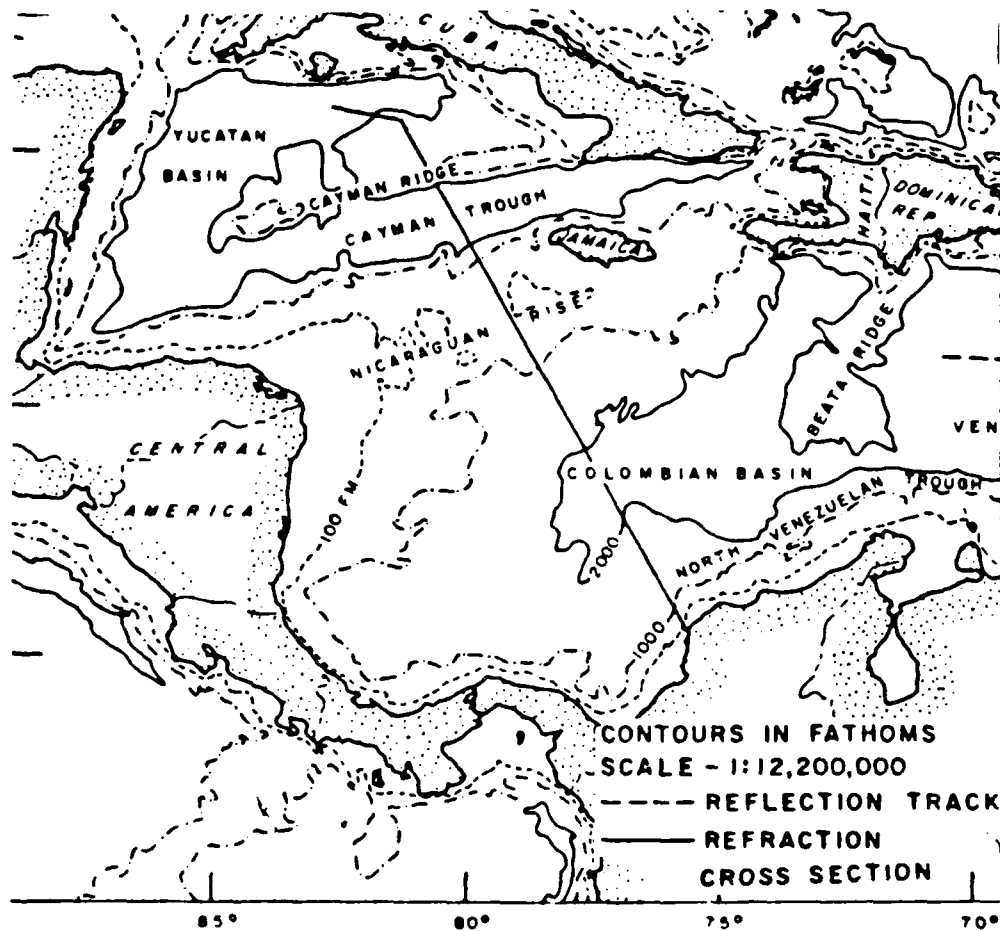 CUBA
YUCATAN
BASIN
CAYMAN RIDGE
CAYMAN TROUGH
JAMAICA
HAITI
DOMINICA
REP
NICARAGUAN RISE
BEATA RIDGE
VEN
CENTRAL
AMERICA
100 FM
COLOMBIAN BASIN
2000
NORTH VENEZUELAN TROUGH
1000
CONTOURS IN FATHOMS
SCALE - 1:12,200,000
REFLECTION TRACK
REFRACTION
CROSS SECTION
85° 80° 75° 70°